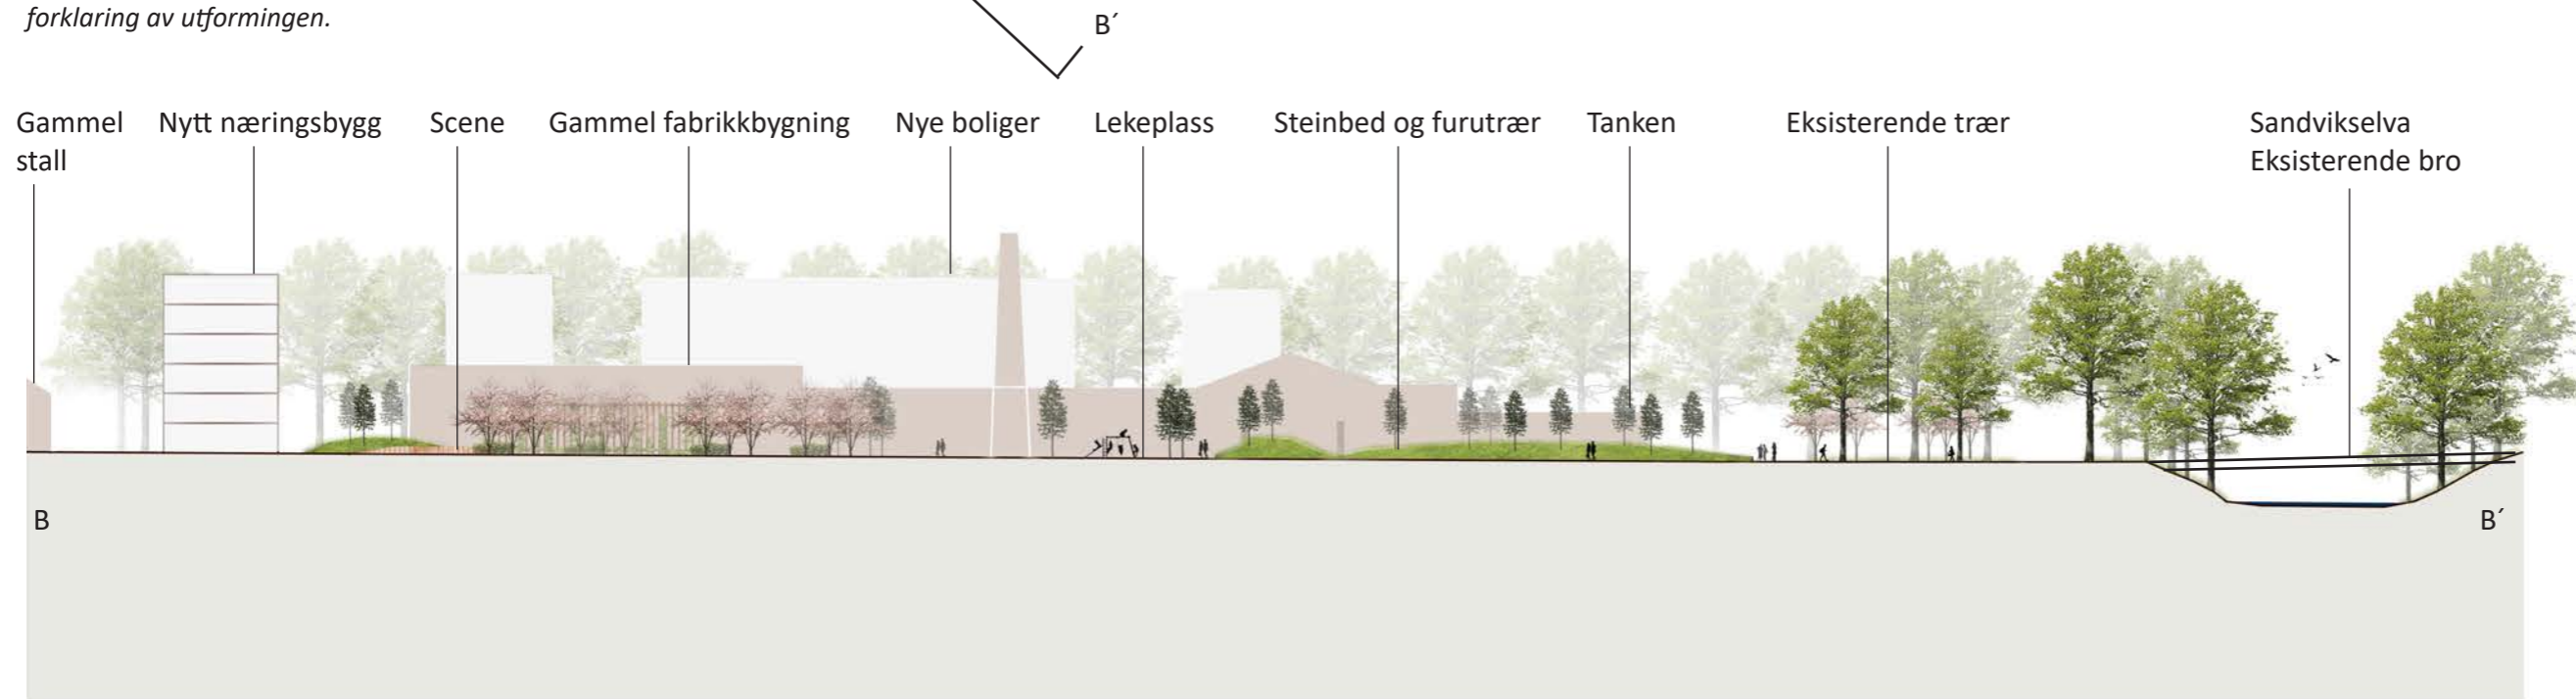 forklaring av utformingen.
B´
Gammel
stall
Nytt næringsbygg
Scene
Gammel fabrikkbygning
Nye boliger
Lekeplass
Steinbed og furutrær
Tanken
Eksisterende trær
Sandvikselva
Eksisterende bro
B
B´